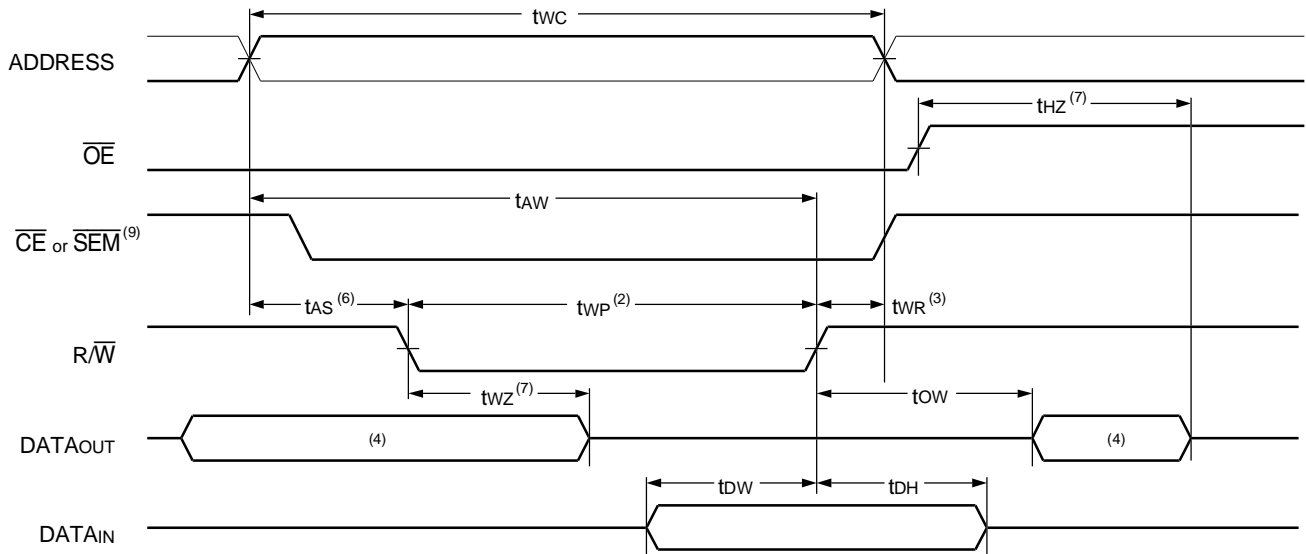 tWC
ADDRESS
tHZ (7)
OE
tAW
CE or SEM (9)
tAS (6)
tWP (2)
tWR (3)
R/W
tWZ (7)
tOW
DATAOUT
(4)
(4)
tDW
tDH
DATAIN